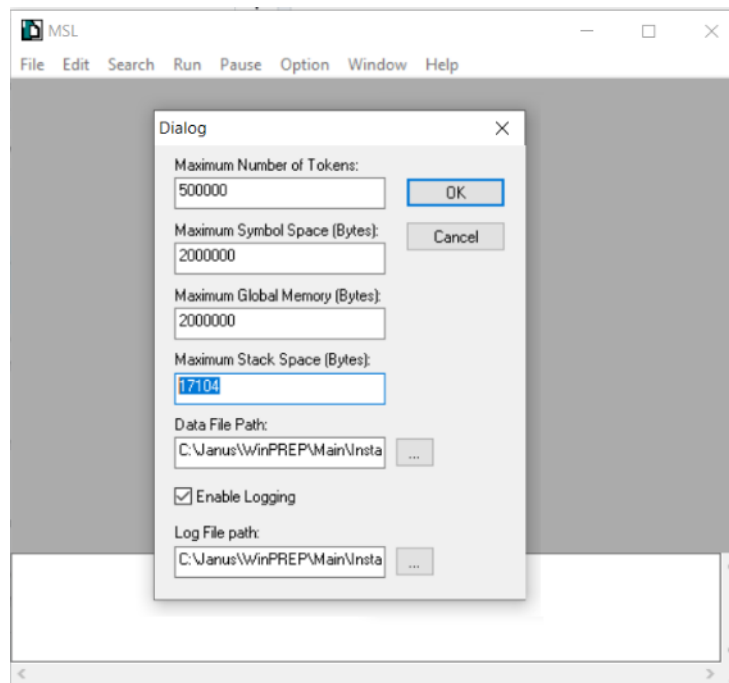 MSL
File Edit Search Run Pause Option Window Help
Dialog
Maximum Number of Tokens:
500000
OK
Maximum Symbol Space (Bytes):
Cancel
2000000
Maximum Global Memory (Bytes):
2000000
Maximum Stack Space (Bytes):
17104
Data File Path:
C:\Janus\WinPREP\Main\Insta
...
Enable Logging
Log File path:
C:\Janus\WinPREP\Main\Insta
...